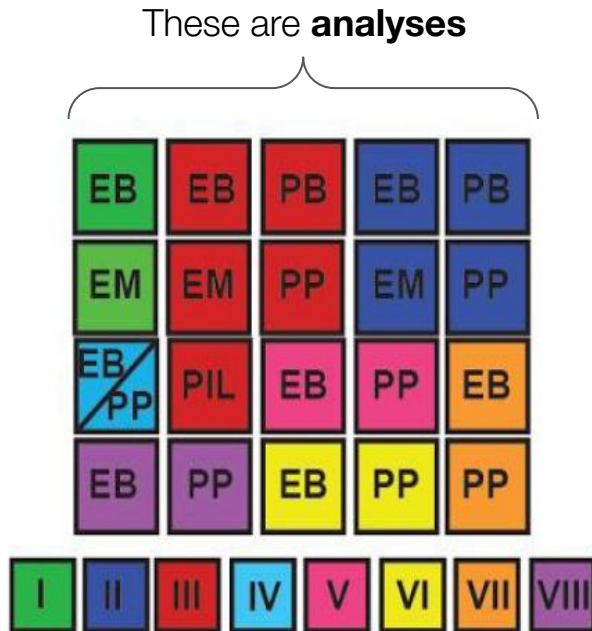 These are analyses
EB EB PB EB PB
EM EM PP EM PP
EB/PP PIL EB PP EB
EB PP EB PP PP
I II III IV V VI VII VIII